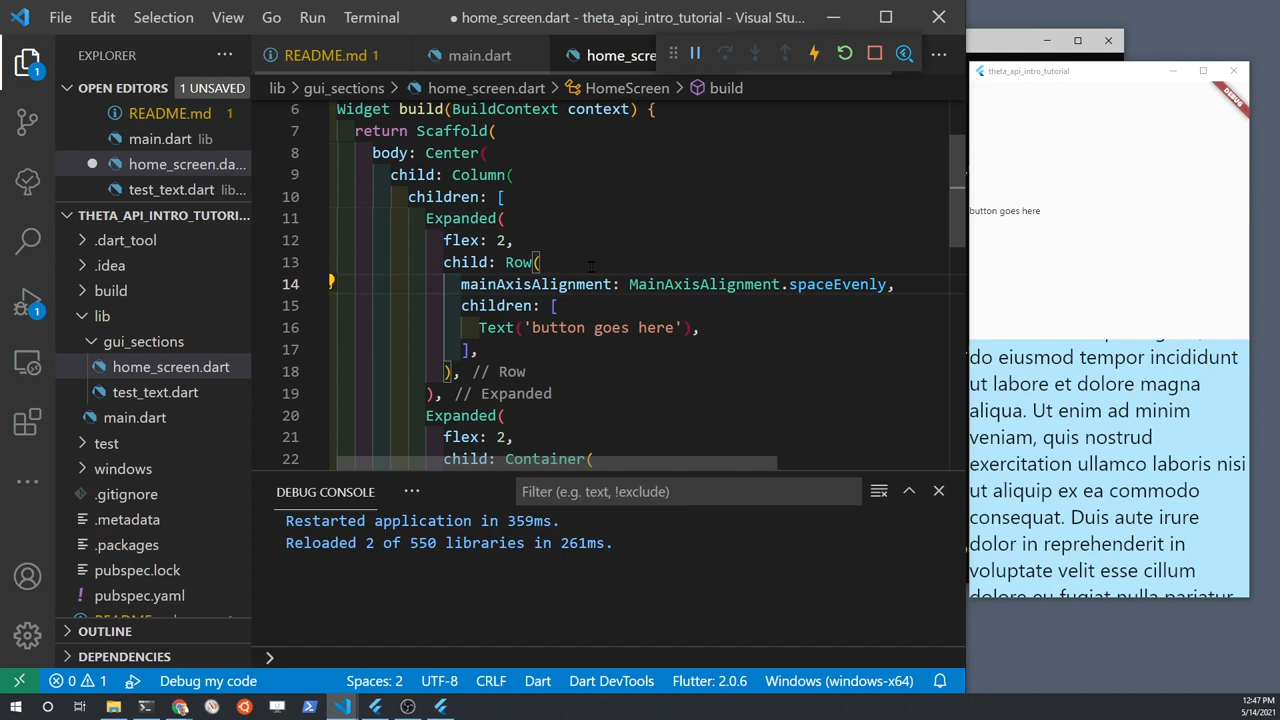 File Edit Selection View Go Run Terminal ● home_screen.dart - theta_api_intro_tutorial - Visual Stu...
EXPLORER
README.md 1
main.dart
home_scre
OPEN EDITORS 1 UNSAVED
README.md 1
main.dart lib
home_screen.da...
test_text.dart lib...
THETA_API_INTRO_TUTORI...
.dart_tool
.idea
build
lib
gui_sections
home_screen.dart
test_text.dart
main.dart
test
windows
.gitignore
.metadata
.packages
pubspec.lock
pubspec.yaml
OUTLINE
DEPENDENCIES
1
1
lib > gui_sections > home_screen.dart > HomeScreen > build
6 Widget build(BuildContext context) {
7 return Scaffold(
8 body: Center(
9 child: Column(
10 children: [
11 Expanded(
12 flex: 2,
13 child: Row(
14 mainAxisAlignment: MainAxisAlignment.spaceEvenly,
15 children: [
16 Text('button goes here'),
17 ],
18 ), // Row
19 ), // Expanded
20 Expanded(
21 flex: 2,
22 child: Container(
DEBUG CONSOLE
Filter (e.g. text, !exclude)
Restarted application in 359ms.
Reloaded 2 of 550 libraries in 261ms.
0 1 Debug my code Spaces: 2 UTF-8 CRLF Dart Dart DevTools Flutter: 2.0.6 Windows (windows-x64)
theta_api_intro_tutorial
DEBUG
button goes here
do eiusmod tempor incididunt
ut labore et dolore magna
aliqua. Ut enim ad minim
veniam, quis nostrud
exercitation ullamco laboris nisi
ut aliquip ex ea commodo
consequat. Duis aute irure
dolor in reprehenderit in
voluptate velit esse cillum
dolore eu fugiat nulla pariatur
12:47 PM
5/14/2021